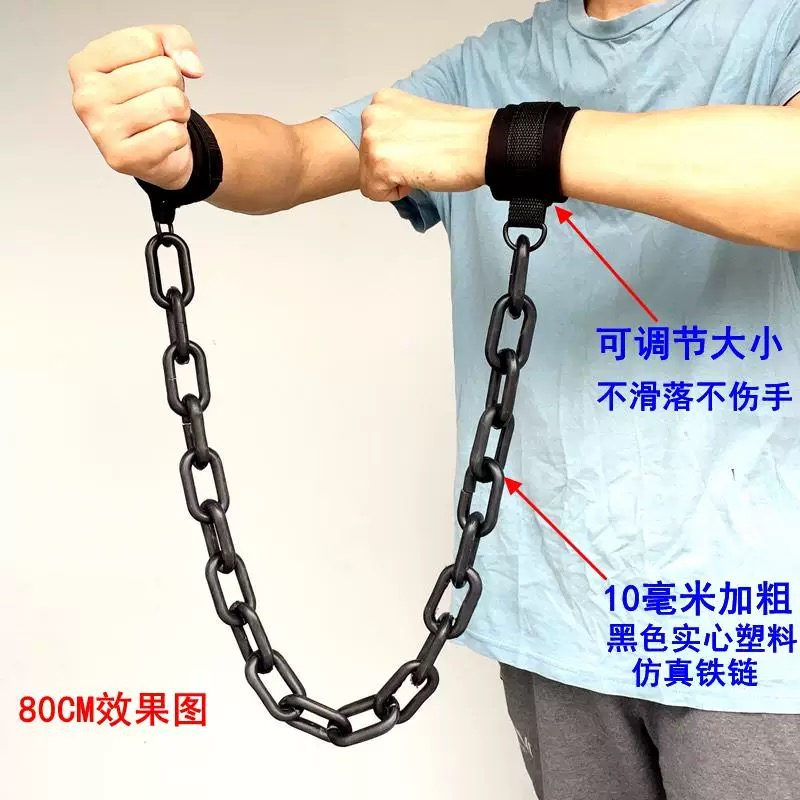 可调节大小
不滑落不伤手
10毫米加粗
黑色实心塑料
仿真铁链
80CM效果图